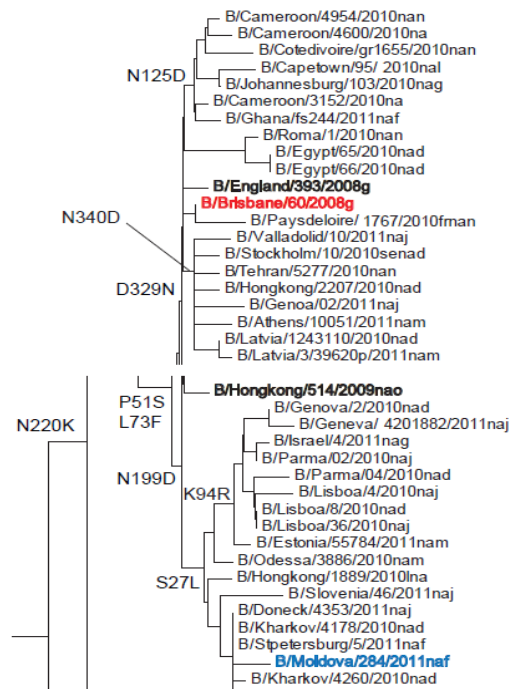 B/Cameroon/4954/2010nan
B/Cameroon/4600/2010na
B/Cotedivoire/gr1655/2010nan
B/Capetown/95/ 2010nal
N125D
B/Johannesburg/103/2010nag
B/Cameroon/3152/2010na
B/Ghana/fs244/2011naf
B/Roma/1/2010nan
B/Egypt/65/2010nad
B/Egypt/66/2010nad
B/England/393/2008g
B/Brisbane/60/2008g
N340D
B/Paysdeloire/ 1767/2010fman
B/Valladolid/10/2011naj
B/Stockholm/10/2010senad
B/Tehran/5277/2010nan
D329N
B/Hongkong/2207/2010nad
B/Genoa/02/2011naj
B/Athens/10051/2011nam
B/Latvia/1243110/2010nad
B/Latvia/3/39620p/2011nam
B/Hongkong/514/2009nao
P51S
L73F
B/Genova/2/2010nad
N220K
B/Geneva/ 4201882/2011naj
B/Israel/4/2011nag
B/Parma/02/2010naj
N199D
B/Parma/04/2010nad
K94R
B/Lisboa/4/2010naj
B/Lisboa/8/2010nad
B/Lisboa/36/2010naj
B/Estonia/55784/2011nam
B/Odessa/3886/2010nam
S27L
B/Hongkong/1889/2010lna
B/Slovenia/46/2011naj
B/Doneck/4353/2011naj
B/Kharkov/4178/2010nad
B/Stpetersburg/5/2011naf
B/Moldova/284/2011naf
B/Kharkov/4260/2010nad